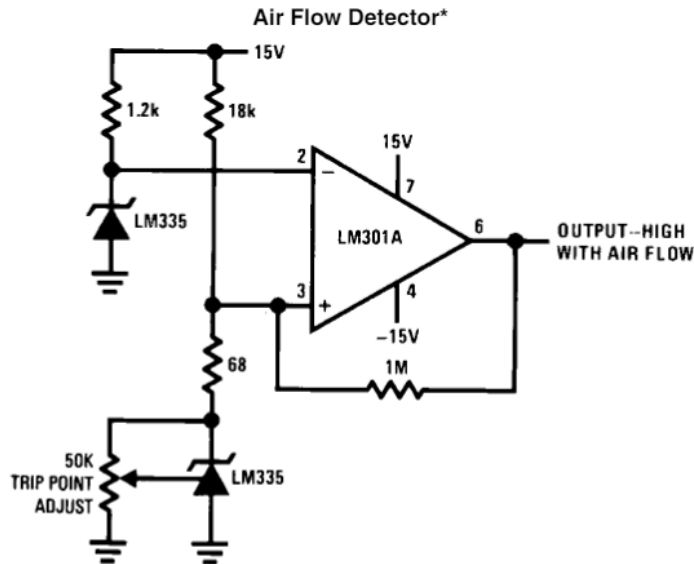 Air Flow Detector*
15V
1.2k
18k
2
15V
7
−
LM335
LM301A
6
OUTPUT--HIGH
WITH AIR FLOW
3
+
4
−15V
68
1M
50K
TRIP POINT
ADJUST
LM335